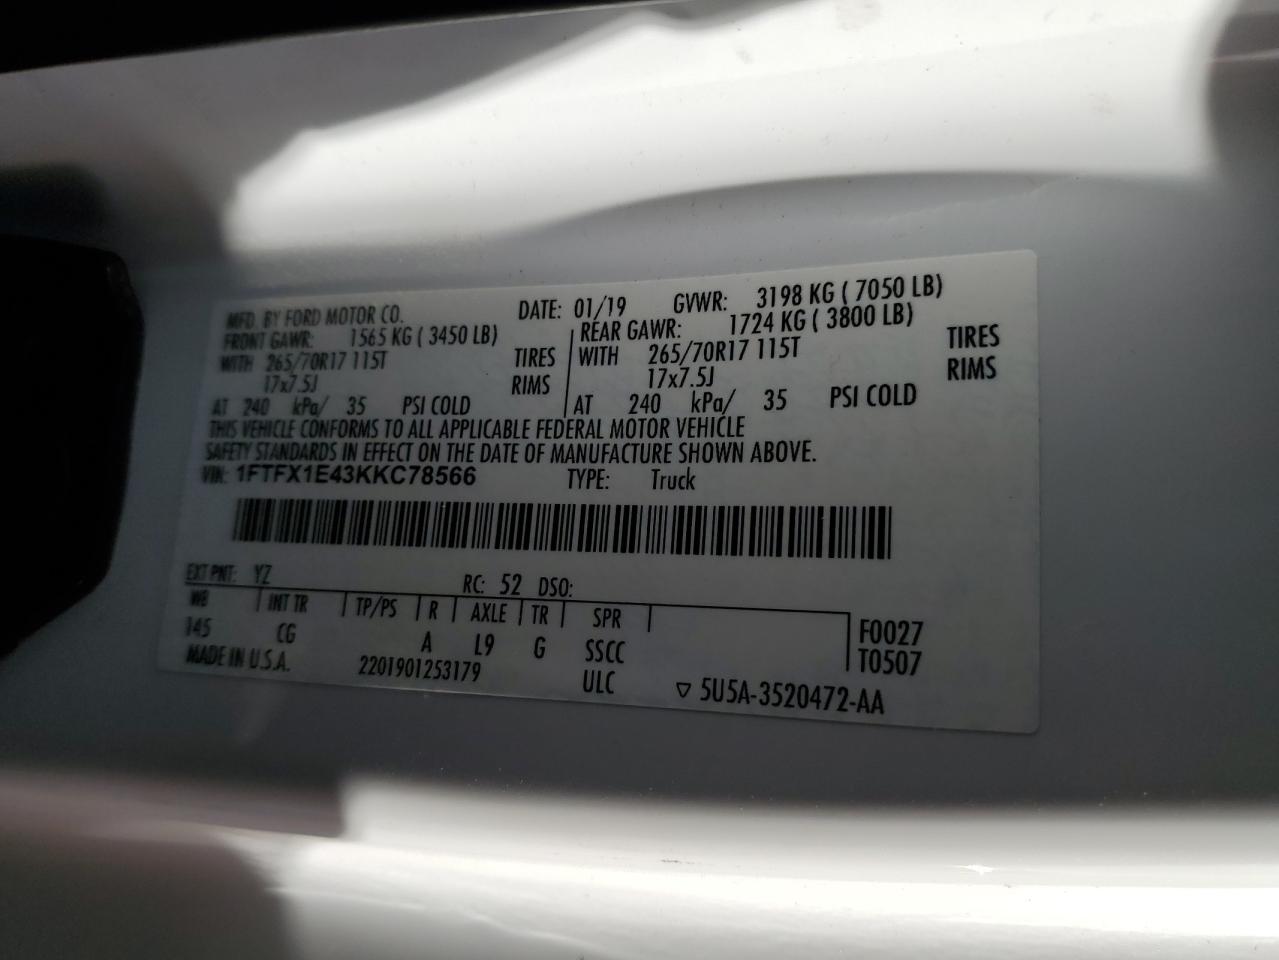 MFD. BY FORD MOTOR CO. DATE: 01/19 GVWR: 3198 KG ( 7050 LB)
FRONT GAWR: 1565 KG ( 3450 LB) REAR GAWR: 1724 KG ( 3800 LB)
WITH 265/70R17 115T TIRES WITH 265/70R17 115T TIRES
17x7.5J RIMS 17x7.5J RIMS
AT 240 kPa/ 35 PSI COLD AT 240 kPa/ 35 PSI COLD
THIS VEHICLE CONFORMS TO ALL APPLICABLE FEDERAL MOTOR VEHICLE
SAFETY STANDARDS IN EFFECT ON THE DATE OF MANUFACTURE SHOWN ABOVE.
VIN: 1FTFX1E43KKC78566 TYPE: Truck
EXT PNT: YZ RC: 52 DSO:
WB INT TR TP/PS R AXLE TR SPR F0027
145 CG A L9 G SSCC T0507
MADE IN U.S.A. 2201901253179 ULC ▽ 5U5A-3520472-AA